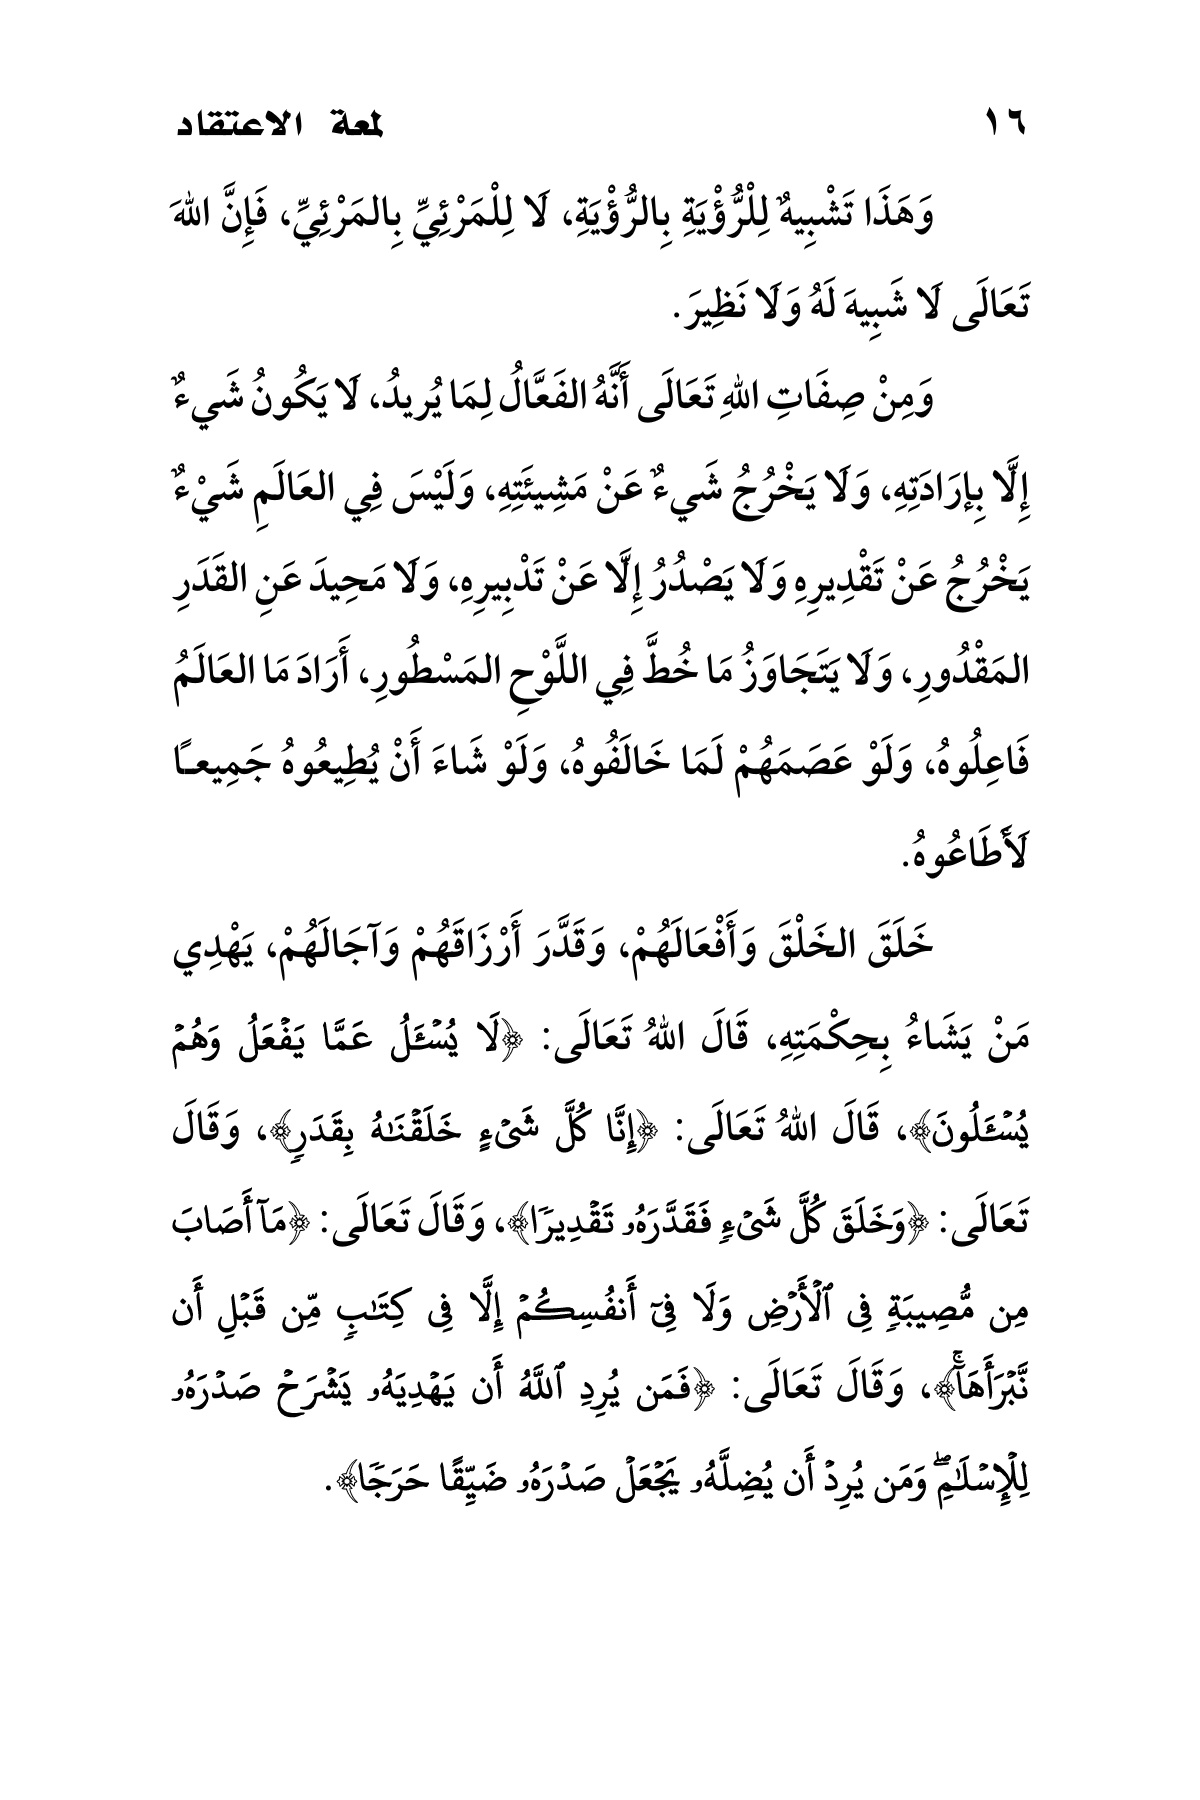 ١٦ لمعة الاعتقاد
وَهَذَا تَشْبِيهٌ لِلْرُّؤْيَةِ بِالرُّؤْيَةِ، لَا لِلْمَرْئِيِّ بِالمَرْئِيِّ، فَإِنَّ اللهَ
تَعَالَى لَا شَبِيهَ لَهُ وَلَا نَظِيرَ.
وَمِنْ صِفَاتِ اللهِ تَعَالَى أَنَّهُ الفَعَّالُ لِمَا يُرِيدُ، لَا يَكُونُ شَيءٌ
إِلَّا بِإرَادَتِهِ، وَلَا يَخْرُجُ شَيءٌ عَنْ مَشِيئَتِهِ، وَلَيْسَ فِي العَالَمِ شَيْءٌ
يَخْرُجُ عَنْ تَقْدِيرِهِ وَلَا يَصْدُرُ إِلَّا عَنْ تَدْبِيرِهِ، وَلَا مَحِيدَ عَنِ القَدَرِ
المَقْدُورِ، وَلَا يَتَجَاوَزُ مَا خُطَّ فِي اللَّوْحِ المَسْطُورِ، أَرَادَ مَا العَالَمُ
فَاعِلُوهُ، وَلَوْ عَصَمَهُمْ لَمَا خَالَفُوهُ، وَلَوْ شَاءَ أَنْ يُطِيعُوهُ جَمِيعـًا
لَأَطَاعُوهُ.
خَلَقَ الخَلْقَ وَأَفْعَالَهُمْ، وَقَدَّرَ أَرْزَاقَهُمْ وَآجَالَهُمْ، يَهْدِي
مَنْ يَشَاءُ بِحِكْمَتِهِ، قَالَ اللهُ تَعَالَى: ﴿لَا يُسْـَٔلُ عَمَّا يَفْعَلُ وَهُمْ
يُسْـَٔلُونَ﴾، قَالَ اللهُ تَعَالَى: ﴿إِنَّا كُلَّ شَىْءٍ خَلَقْنَٰهُ بِقَدَرٍ﴾، وَقَالَ
تَعَالَى: ﴿وَخَلَقَ كُلَّ شَىْءٍ فَقَدَّرَهُۥ تَقْدِيرًا﴾، وَقَالَ تَعَالَى: ﴿مَآ أَصَابَ
مِن مُّصِيبَةٍ فِى ٱلْأَرْضِ وَلَا فِىٓ أَنفُسِكُمْ إِلَّا فِى كِتَٰبٍ مِّن قَبْلِ أَن
نَّبْرَأَهَآ ۚ﴾، وَقَالَ تَعَالَى: ﴿فَمَن يُرِدِ ٱللَّهُ أَن يَهْدِيَهُۥ يَشْرَحْ صَدْرَهُۥ
لِلْإِسْلَٰمِ ۖ وَمَن يُرِدْ أَن يُضِلَّهُۥ يَجْعَلْ صَدْرَهُۥ ضَيِّقًا حَرَجًا﴾.